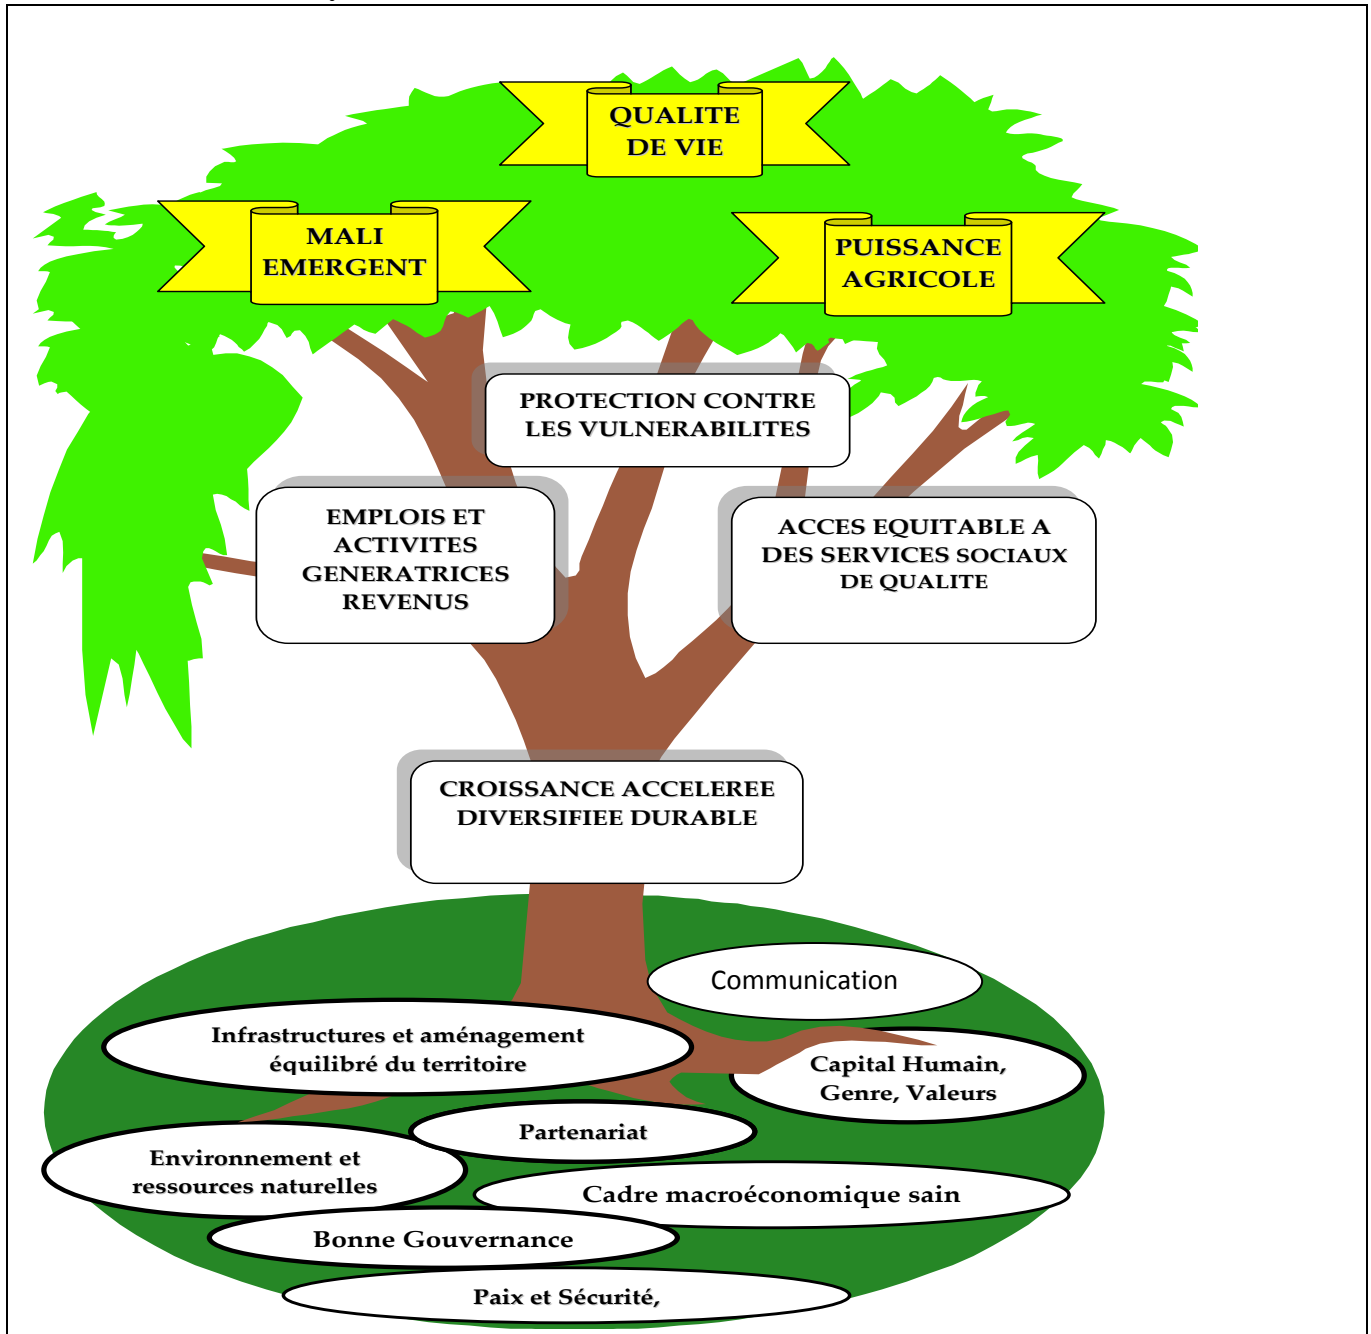 QUALITE
DE VIE
MALI
EMERGENT
PUISSANCE
AGRICOLE
PROTECTION CONTRE
LES VULNERABILITES
EMPLOIS ET
ACTIVITES
GENERATRICES
REVENUS
ACCES EQUITABLE A
DES SERVICES SOCIAUX
DE QUALITE
CROISSANCE ACCÈLEREE
DIVERSIFIEE DURABLE
Communication
Infrastructures et aménagement
équilibré du territoire
Capital Humain,
Genre, Valeurs
Partenariat
Environnement et
ressources naturelles
Cadre macroéconomique sain
Bonne Gouvernance
Paix et Sécurité,